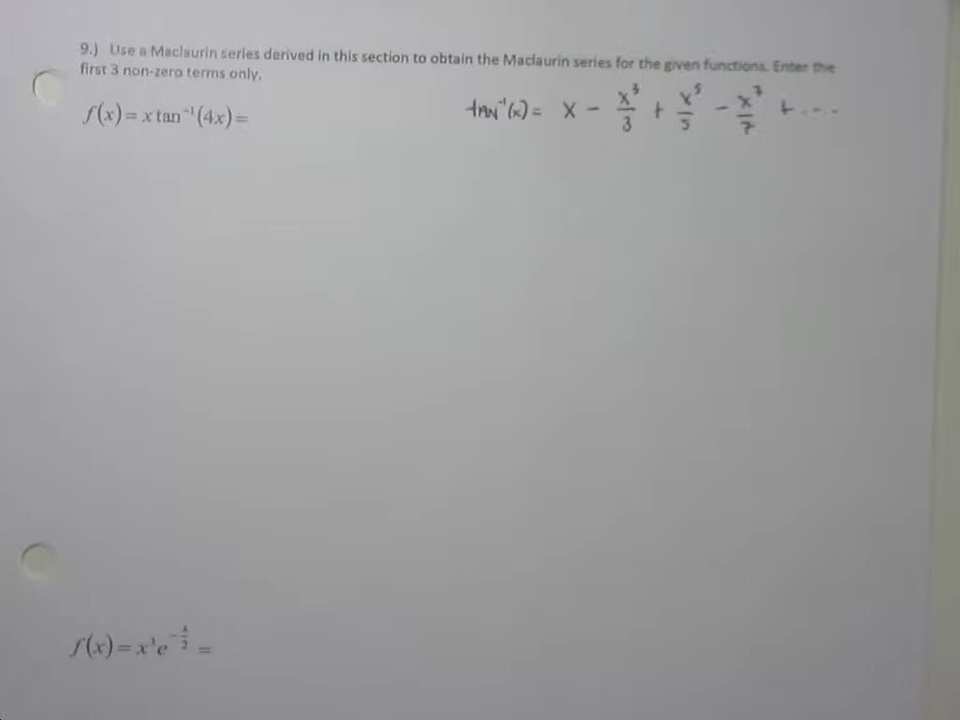 9.) Use a Maclaurin series derived in this section to obtain the Maclaurin series for the given functions. Enter the
first 3 non-zero terms only.
f(x) = x tan⁻¹(4x) =
tan⁻¹(x) = x - x³/3 + x⁵/5 - x⁷/7 + ....
f(x) = x³e^(-x/2) =